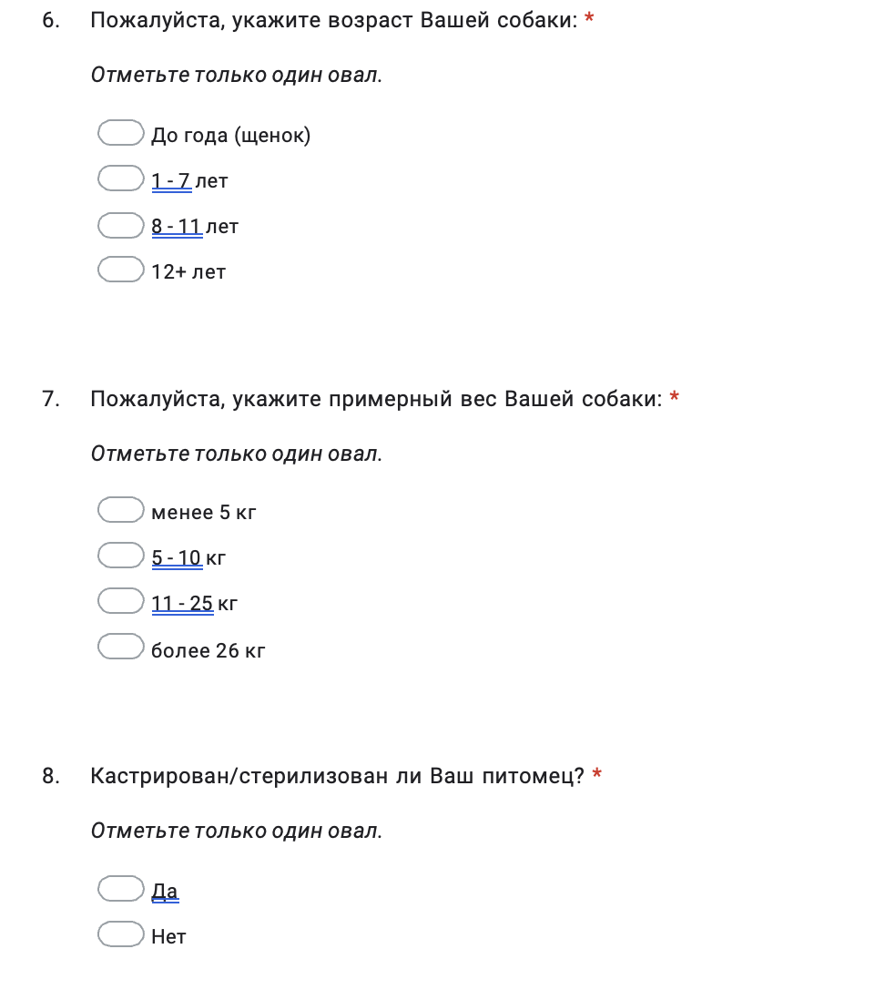 6. Пожалуйста, укажите возраст Вашей собаки: *
Отметьте только один овал.
До года (щенок)
1 - 7 лет
8 - 11 лет
12+ лет
7. Пожалуйста, укажите примерный вес Вашей собаки: *
Отметьте только один овал.
менее 5 кг
5 - 10 кг
11 - 25 кг
более 26 кг
8. Кастрирован/стерилизован ли Ваш питомец? *
Отметьте только один овал.
Да
Нет